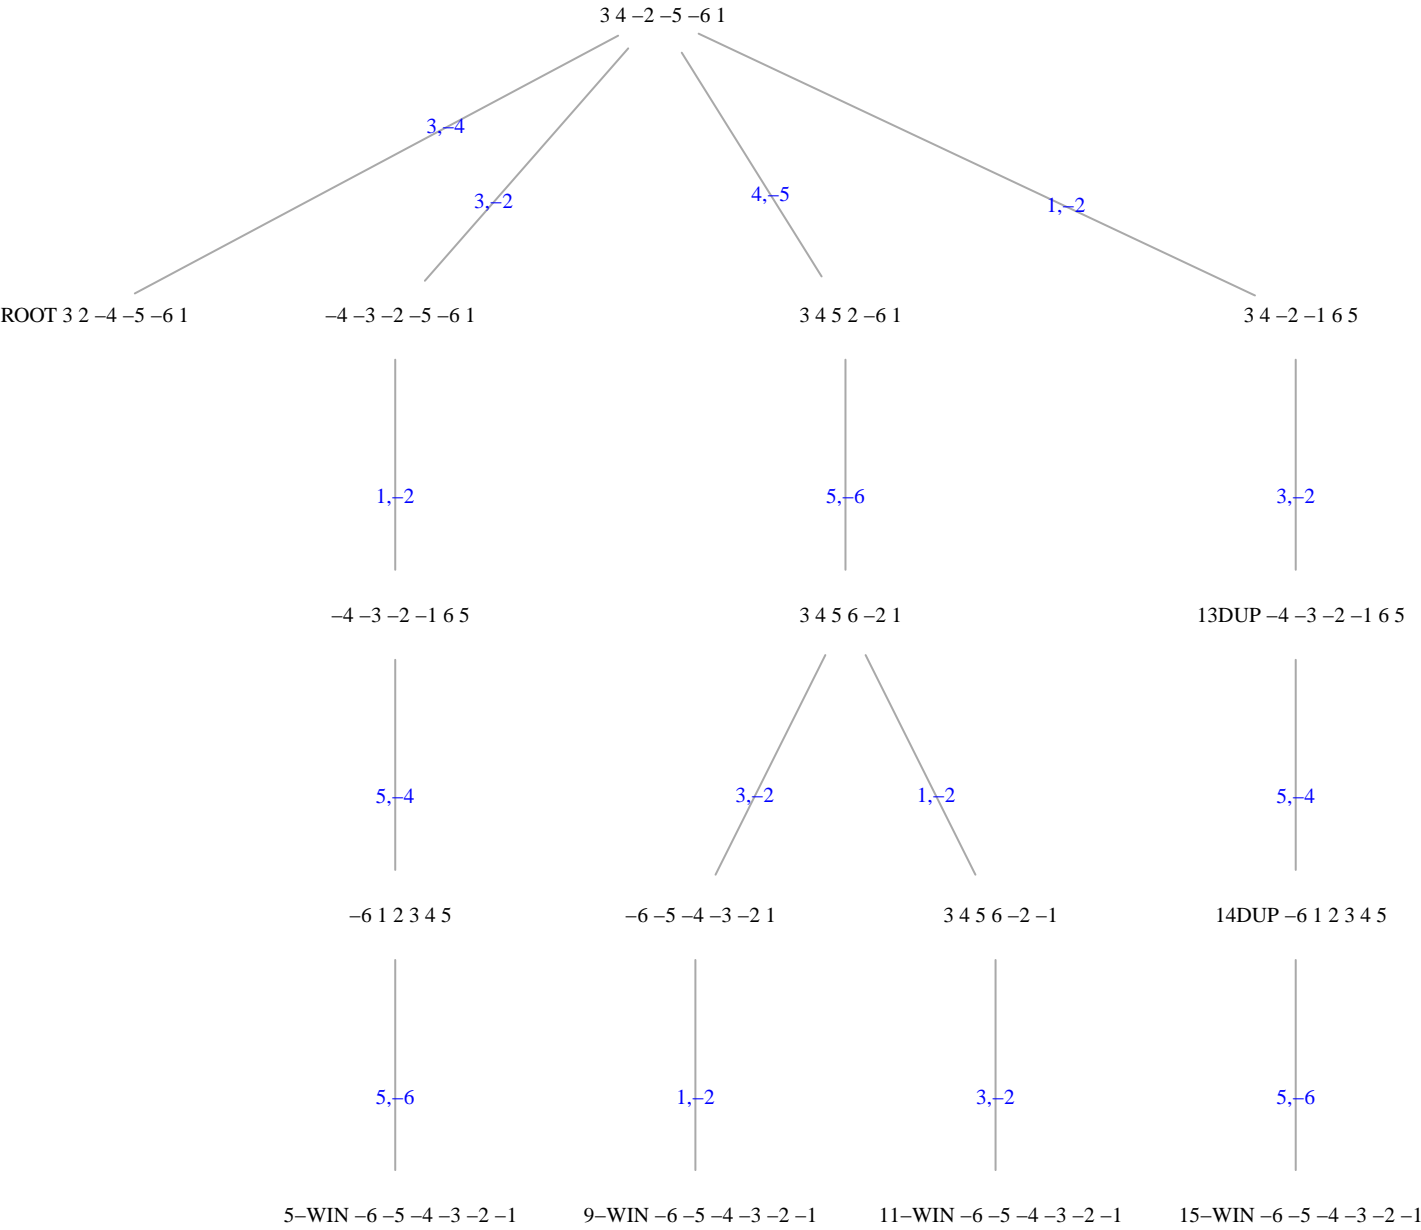 3 4 –2 –5 –6 1
3,–4
3,–2
4,–5
1,–2
ROOT 3 2 –4 –5 –6 1
–4 –3 –2 –5 –6 1
3 4 5 2 –6 1
3 4 –2 –1 6 5
1,–2
5,–6
3,–2
–4 –3 –2 –1 6 5
3 4 5 6 –2 1
13DUP –4 –3 –2 –1 6 5
5,–4
3,–2
1,–2
5,–4
–6 1 2 3 4 5
–6 –5 –4 –3 –2 1
3 4 5 6 –2 –1
14DUP –6 1 2 3 4 5
5,–6
1,–2
3,–2
5,–6
5–WIN –6 –5 –4 –3 –2 –1
9–WIN –6 –5 –4 –3 –2 –1
11–WIN –6 –5 –4 –3 –2 –1
15–WIN –6 –5 –4 –3 –2 –1